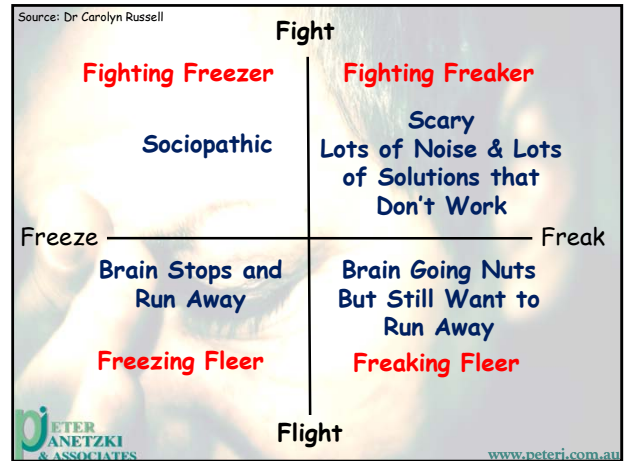 Source: Dr Carolyn Russell
Fight
Fighting Freezer
Fighting Freaker
Sociopathic
Scary
Lots of Noise & Lots
of Solutions that
Don't Work
Freeze
Freak
Brain Stops and
Run Away
Brain Going Nuts
But Still Want to
Run Away
Freezing Fleer
Freaking Fleer
Flight
PETER
JANETZKI
& ASSOCIATES
www.peterj.com.au